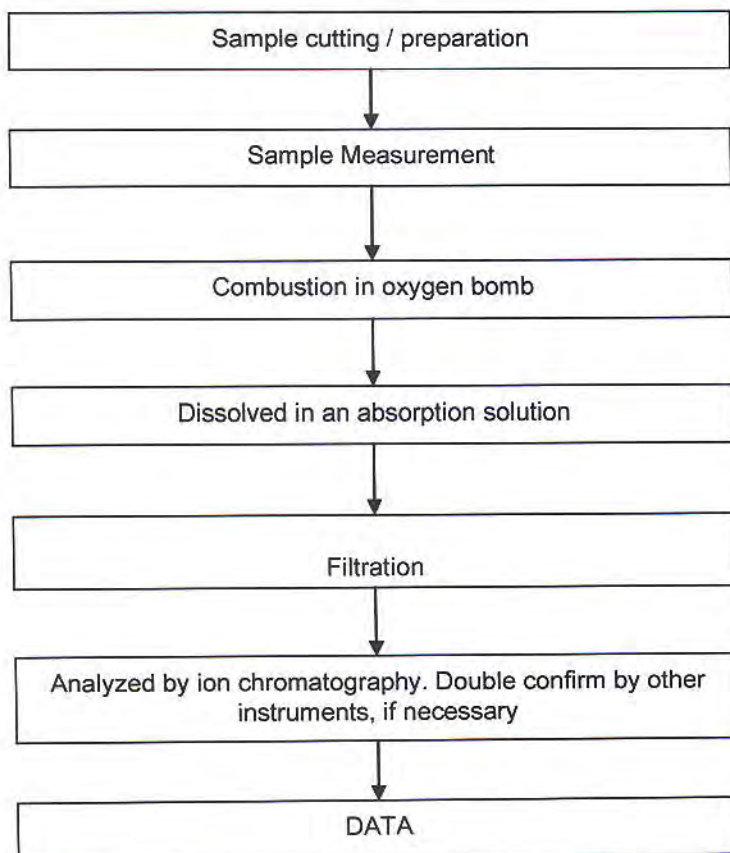 Sample cutting / preparation
Sample Measurement
Combustion in oxygen bomb
Dissolved in an absorption solution
Filtration
Analyzed by ion chromatography. Double confirm by other
instruments, if necessary
DATA